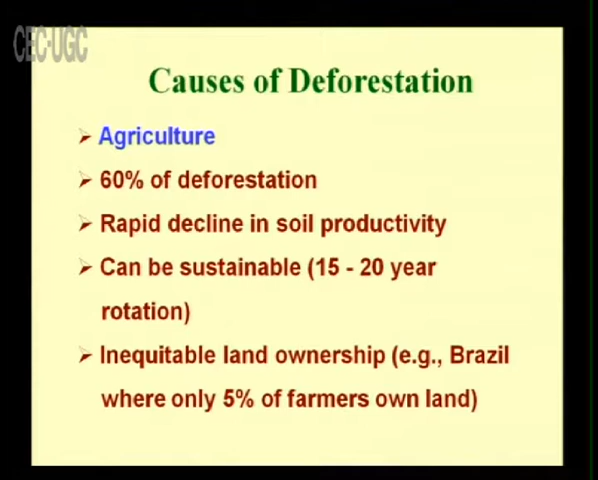 CEC-UGC
Causes of Deforestation
➢ Agriculture
➢ 60% of deforestation
➢ Rapid decline in soil productivity
➢ Can be sustainable (15 - 20 year
rotation)
➢ Inequitable land ownership (e.g., Brazil
where only 5% of farmers own land)